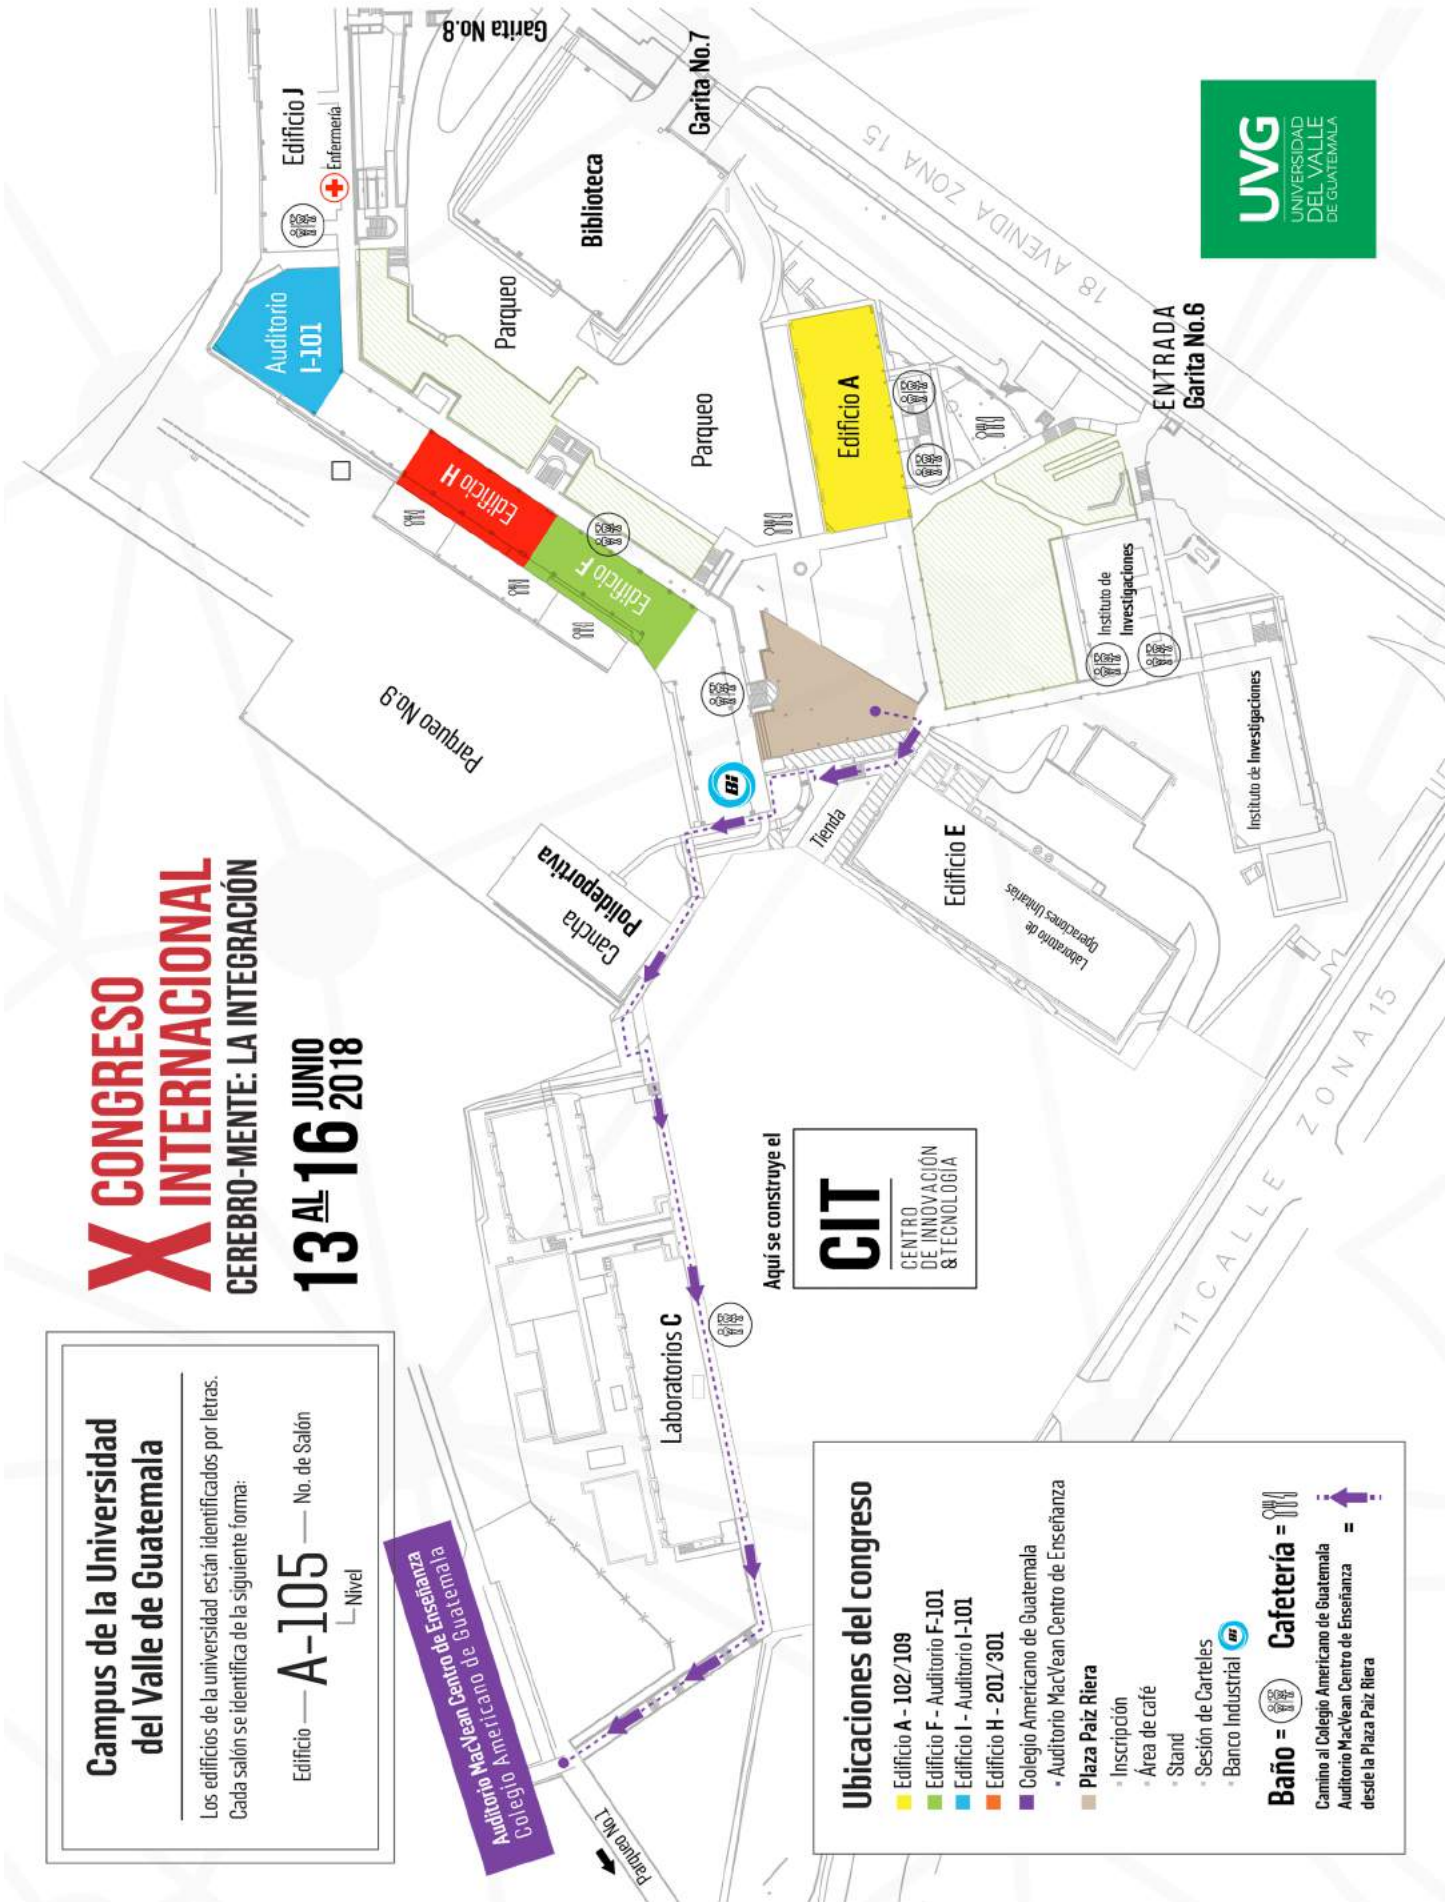 Campus de la Universidad
del Valle de Guatemala
Los edificios de la universidad están identificados por letras.
Cada salón se identifica de la siguiente forma:
Edificio — A-105 — No. de Salón
Nivel
X CONGRESO
INTERNACIONAL
CEREBRO-MENTE: LA INTEGRACIÓN
13 AL 16 JUNIO
2018
Auditorio MacVean Centro de Enseñanza
Colegio Americano de Guatemala
Parqueo No.1
Laboratorios C
Cancha
Polideportiva
Parqueo No.9
Auditorio
I-101
Edificio J
Enfermería
Garita No.8
Edificio H
Edificio F
Parqueo
Biblioteca
Garita No.7
Parqueo
Bi
Edificio A
18 AVENIDA ZONA 15
ENTRADA
Garita No.6
Tienda
Edificio E
Laboratorio de
Operaciones Unitarias
Instituto de
Investigaciones
Instituto de Investigaciones
Aquí se construye el
CIT
CENTRO
DE INNOVACIÓN
& TECNOLOGÍA
11 CALLE ZONA 15
UVG
UNIVERSIDAD
DEL VALLE
DE GUATEMALA
Ubicaciones del congreso
Edificio A - 102/109
Edificio F - Auditorio F-101
Edificio I - Auditorio I-101
Edificio H - 201/301
Colegio Americano de Guatemala
Auditorio MacVean Centro de Enseñanza
Plaza Paiz Riera
Inscripción
Área de café
Stand
Sesión de Carteles
Banco Industrial Bi
Baño = Cafetería =
Camino al Colegio Americano de Guatemala
Auditorio MacVean Centro de Enseñanza =
desde la Plaza Paiz Riera